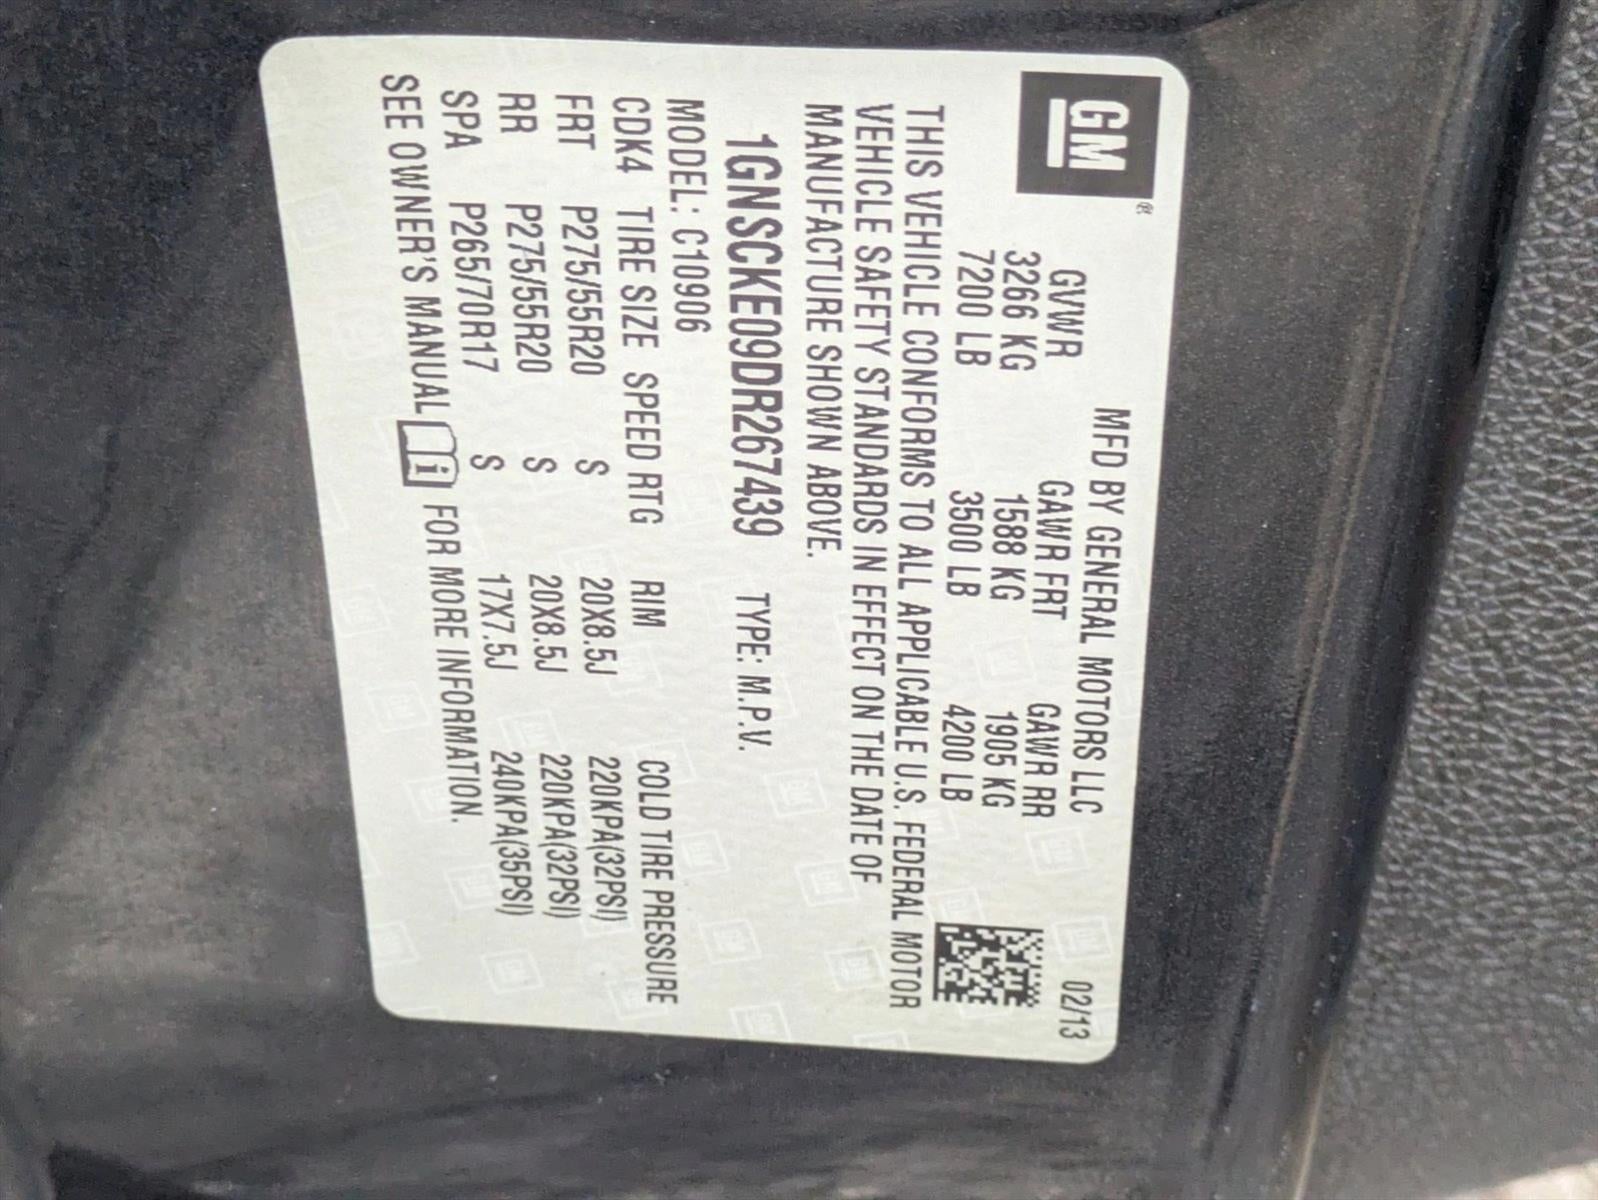 GM®
MFD BY GENERAL MOTORS LLC 02/13
GVWR GAWR FRT GAWR RR
3266 KG 1588 KG 1905 KG
7200 LB 3500 LB 4200 LB
THIS VEHICLE CONFORMS TO ALL APPLICABLE U.S. FEDERAL MOTOR
VEHICLE SAFETY STANDARDS IN EFFECT ON THE DATE OF
MANUFACTURE SHOWN ABOVE.
1GNSCKE09DR267439 TYPE: M.P.V.
MODEL: C10906
CDK4 TIRE SIZE SPEED RTG RIM COLD TIRE PRESSURE
FRT P275/55R20 S 20X8.5J 220KPA(32PSI)
RR P275/55R20 S 20X8.5J 220KPA(32PSI)
SPA P265/70R17 S 17X7.5J 240KPA(35PSI)
SEE OWNER'S MANUAL i FOR MORE INFORMATION.